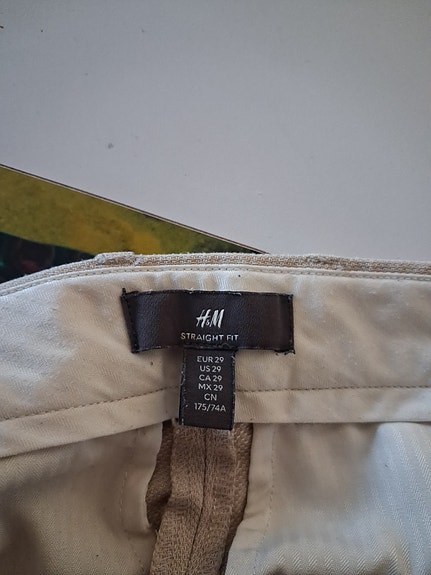 H&M
STRAIGHT FIT
EUR 29
US 29
CA 29
MX 29
CN
175/74A